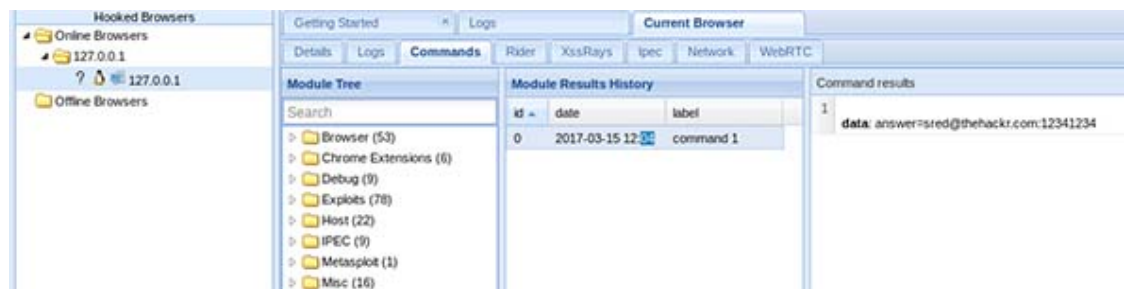 Hooked Browsers
Online Browsers
127.0.0.1
? 127.0.0.1
Offline Browsers
Getting Started
Logs
Current Browser
Details
Logs
Commands
Rider
XssRays
Ipec
Network
WebRTC
Module Tree
Search
Browser (53)
Chrome Extensions (6)
Debug (9)
Exploits (78)
Host (22)
IPEC (9)
Metasploit (1)
Misc (16)
Module Results History
id date label
0 2017-03-15 12:04 command 1
Command results
1
data: answer=sred@thehackr.com:12341234